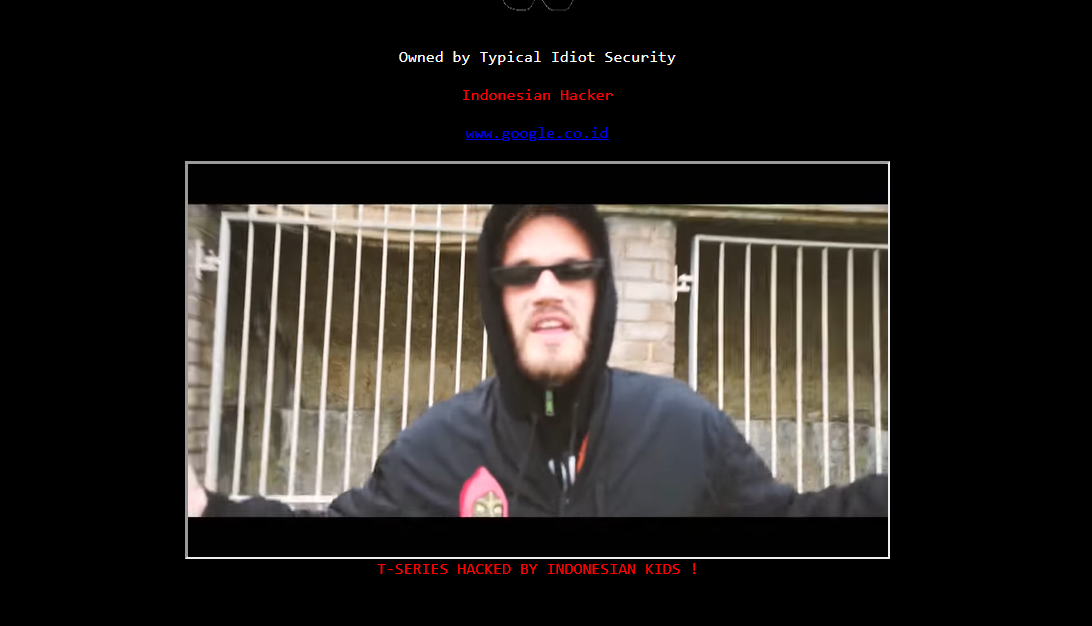 Owned by Typical Idiot Security
Indonesian Hacker
www.google.co.id
T-SERIES HACKED BY INDONESIAN KIDS !